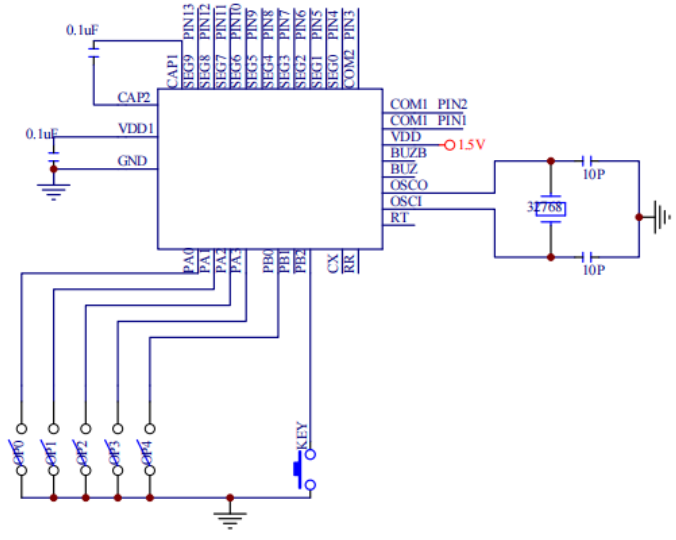 0.1uF
PIN13
PIN12
PIN11
PIN10
PIN9
PIN8
PIN7
PIN6
PIN5
PIN4
PIN3
CAP1
SEG9
SEG8
SEG7
SEG6
SEG5
SEG4
SEG3
SEG2
SEG1
SEG0
COM2
CAP2
COM1 PIN2
COM1 PIN1
0.1uF
VDD1
VDD
1.5V
GND
BUZB
BUZ
10P
OSCO
OSCI
32768
RT
PA0
PA1
PA2
PA3
PB0
PB1
PB2
CX
RR
10P
OP0
OP1
OP2
OP3
OP4
KEY